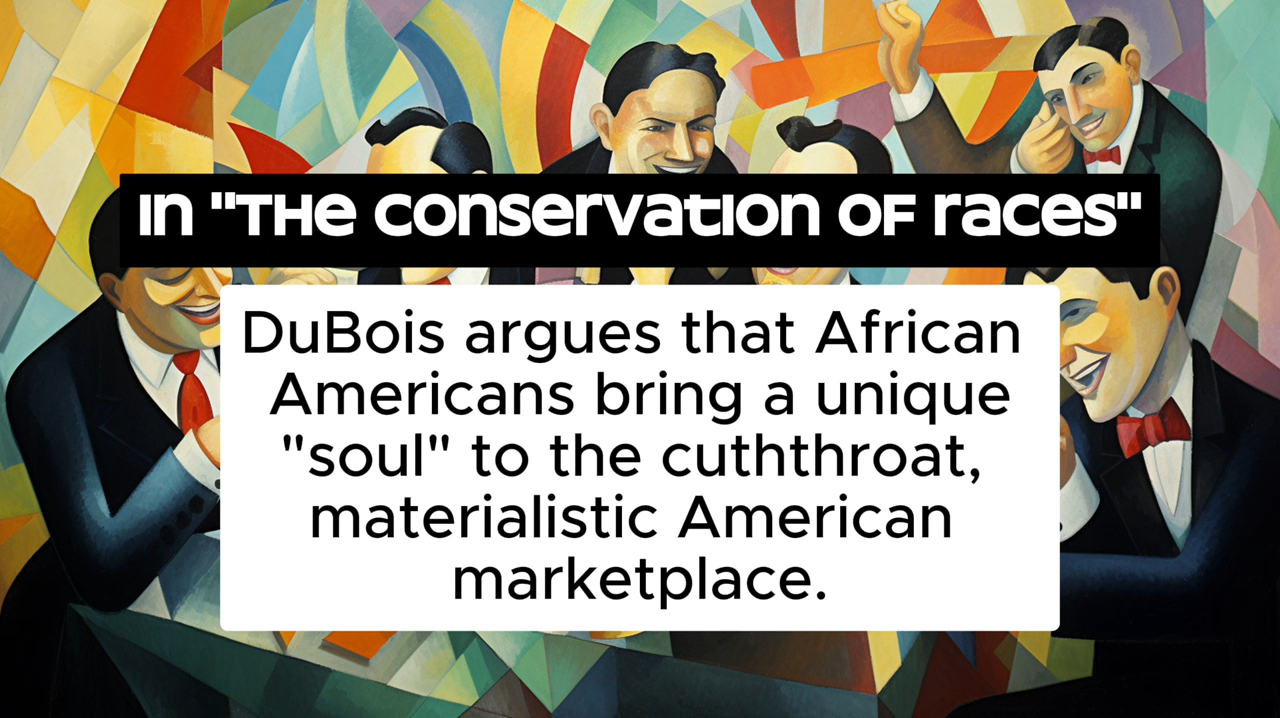 In "THe conservation of races"
DuBois argues that African
Americans bring a unique
"soul" to the cuththroat,
materialistic American
marketplace.